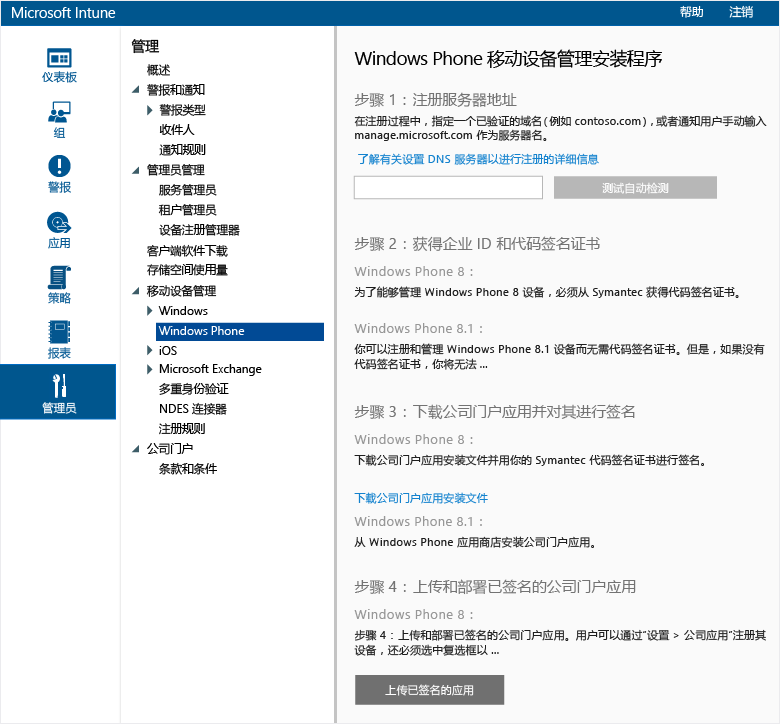 Microsoft Intune
帮助
注销
仪表板
组
警报
应用
策略
报表
管理员
管理
概述
警报和通知
警报类型
收件人
通知规则
管理员管理
服务管理员
租户管理员
设备注册管理器
客户端软件下载
存储空间使用量
移动设备管理
Windows
Windows Phone
iOS
Microsoft Exchange
多重身份验证
NDES 连接器
注册规则
公司门户
条款和条件
Windows Phone 移动设备管理安装程序
步骤 1：注册服务器地址
在注册过程中，指定一个已验证的域名（例如 contoso.com），或者通知用户手动输入
manage.microsoft.com 作为服务器名。
了解有关设置 DNS 服务器以进行注册的详细信息
测试自动检测
步骤 2：获得企业 ID 和代码签名证书
Windows Phone 8：
为了能够管理 Windows Phone 8 设备，必须从 Symantec 获得代码签名证书。
Windows Phone 8.1：
你可以注册和管理 Windows Phone 8.1 设备而无需代码签名证书。但是，如果没有
代码签名证书，你将无法 ...
步骤 3：下载公司门户应用并对其进行签名
Windows Phone 8：
下载公司门户应用安装文件并用你的 Symantec 代码签名证书进行签名。
下载公司门户应用安装文件
Windows Phone 8.1：
从 Windows Phone 应用商店安装公司门户应用。
步骤 4：上传和部署已签名的公司门户应用
Windows Phone 8：
步骤 4：上传和部署已签名的公司门户应用。用户可以通过“设置 > 公司应用”注册其
设备，还必须选中复选框以 ...
上传已签名的应用